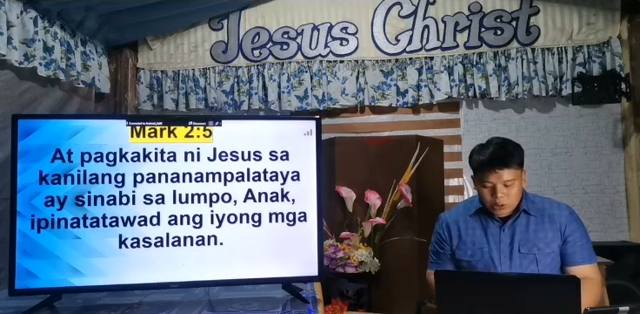 Jesus Christ
Mark 2:5
At pagkakita ni Jesus sa
kanilang pananampalataya
ay sinabi sa lumpo, Anak,
ipinatatawad ang iyong mga
kasalanan.